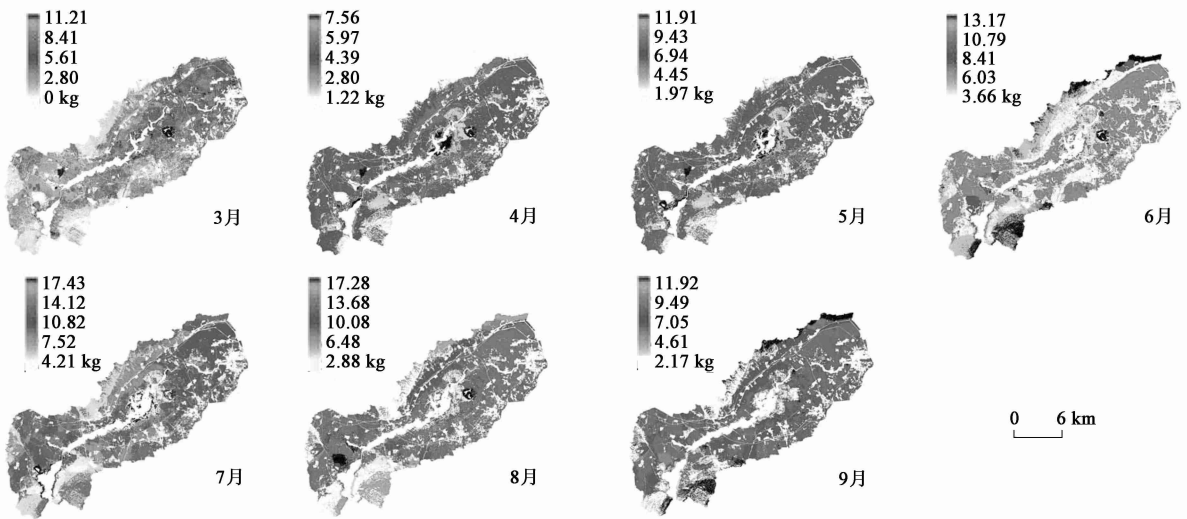 11.21
8.41
5.61
2.80
0 kg
3月
7.56
5.97
4.39
2.80
1.22 kg
4月
11.91
9.43
6.94
4.45
1.97 kg
5月
13.17
10.79
8.41
6.03
3.66 kg
6月
17.43
14.12
10.82
7.52
4.21 kg
7月
17.28
13.68
10.08
6.48
2.88 kg
8月
11.92
9.49
7.05
4.61
2.17 kg
9月
0 6 km